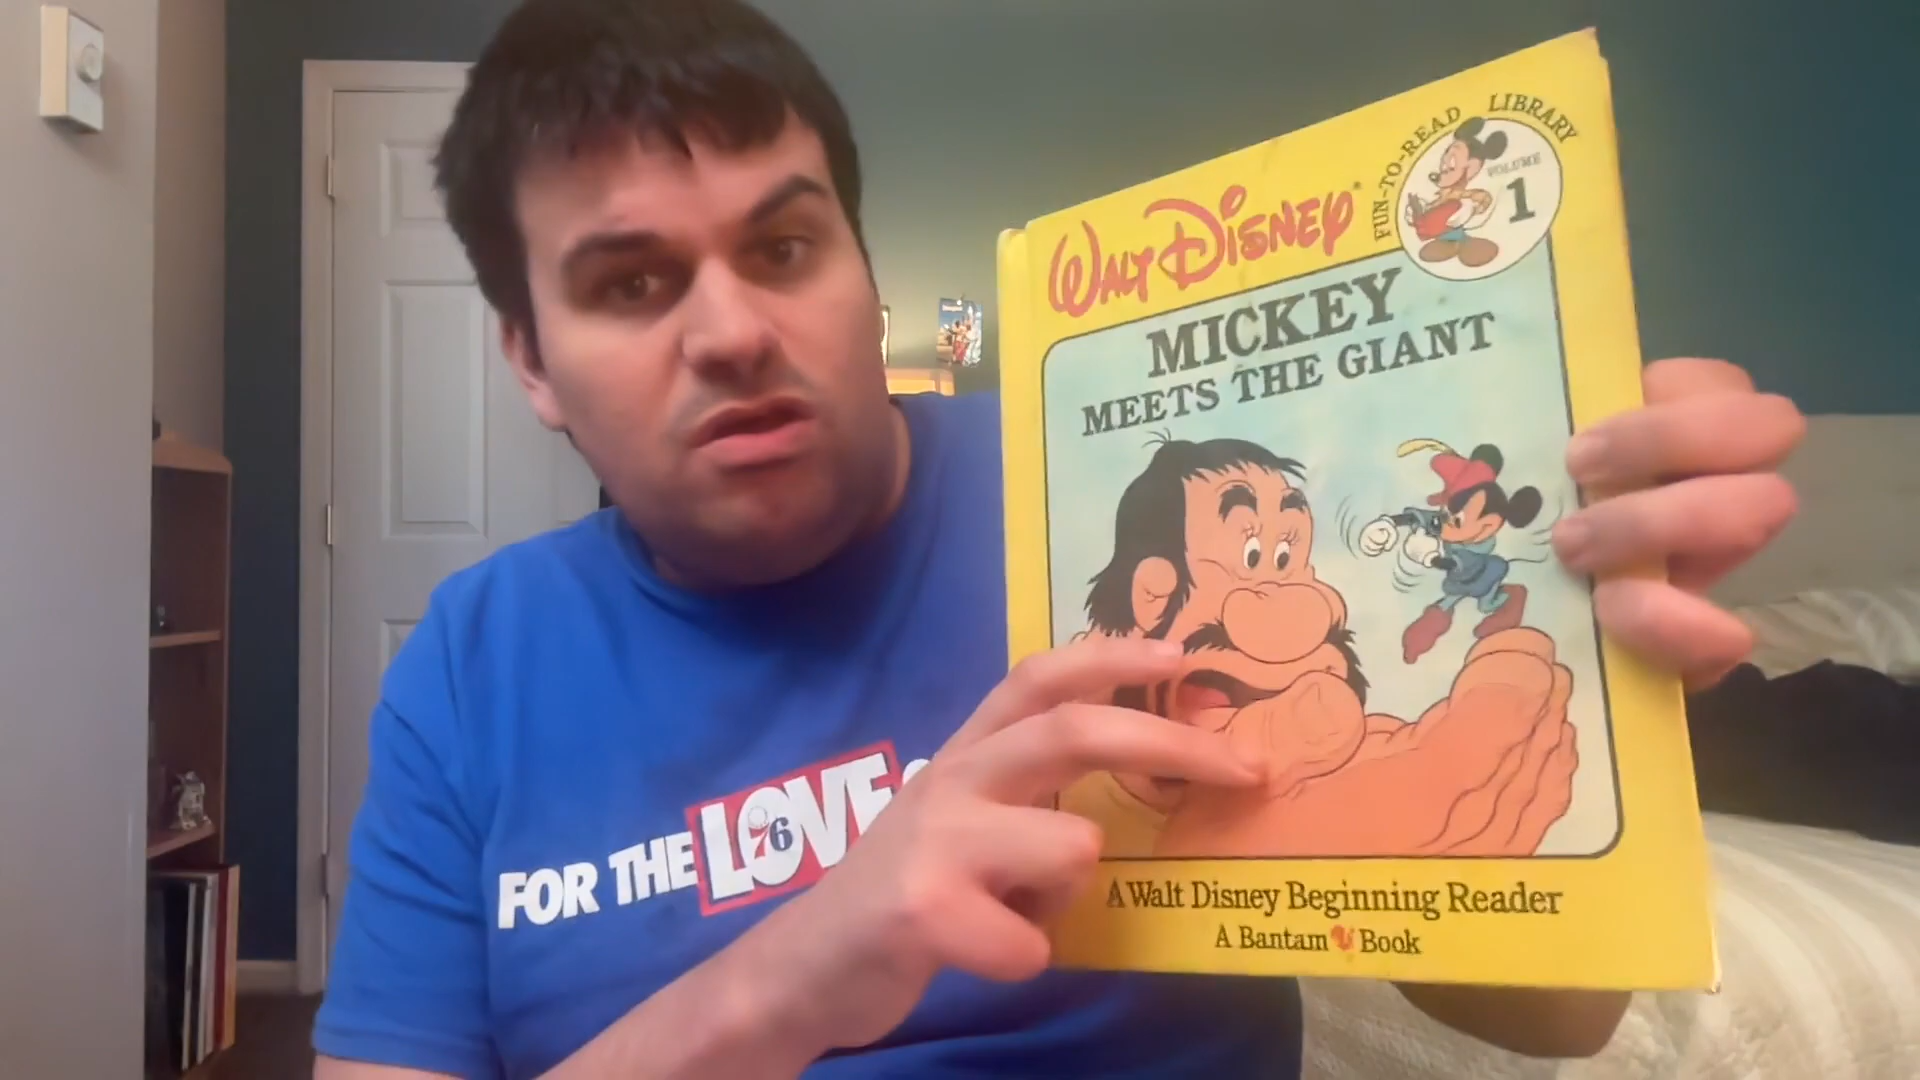 FUN-TO-READ LIBRARY
VOLUME
1
WALT DISNEY
MICKEY
MEETS THE GIANT
A Walt Disney Beginning Reader
A Bantam Book
FOR THE LOVE
76